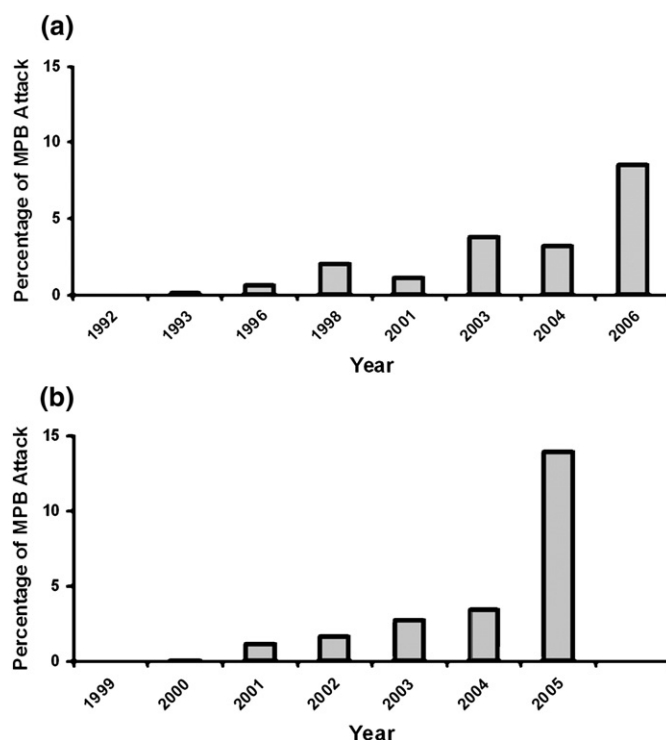 (a)
Percentage of MPB Attack
15
10
5
0
1992 1993 1996 1998 2001 2003 2004 2006
Year
(b)
Percentage of MPB Attack
15
10
5
0
1999 2000 2001 2002 2003 2004 2005
Year